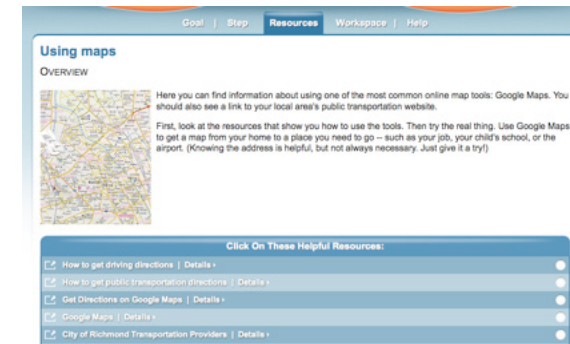 Goal | Step Resources Workspace | Help
Using maps
OVERVIEW
Here you can find information about using one of the most common online map tools: Google Maps. You
should also see a link to your local area's public transportation website.
First, look at the resources that show you how to use the tools. Then try the real thing. Use Google Maps
to get a map from your home to a place you need to go -- such as your job, your child's school, or the
airport. (Knowing the address is helpful, but not always necessary. Just give it a try!)
Click On These Helpful Resources:
How to get driving directions | Details ›
How to get public transportation directions | Details ›
Get Directions on Google Maps | Details ›
Google Maps | Details ›
City of Richmond Transportation Providers | Details ›